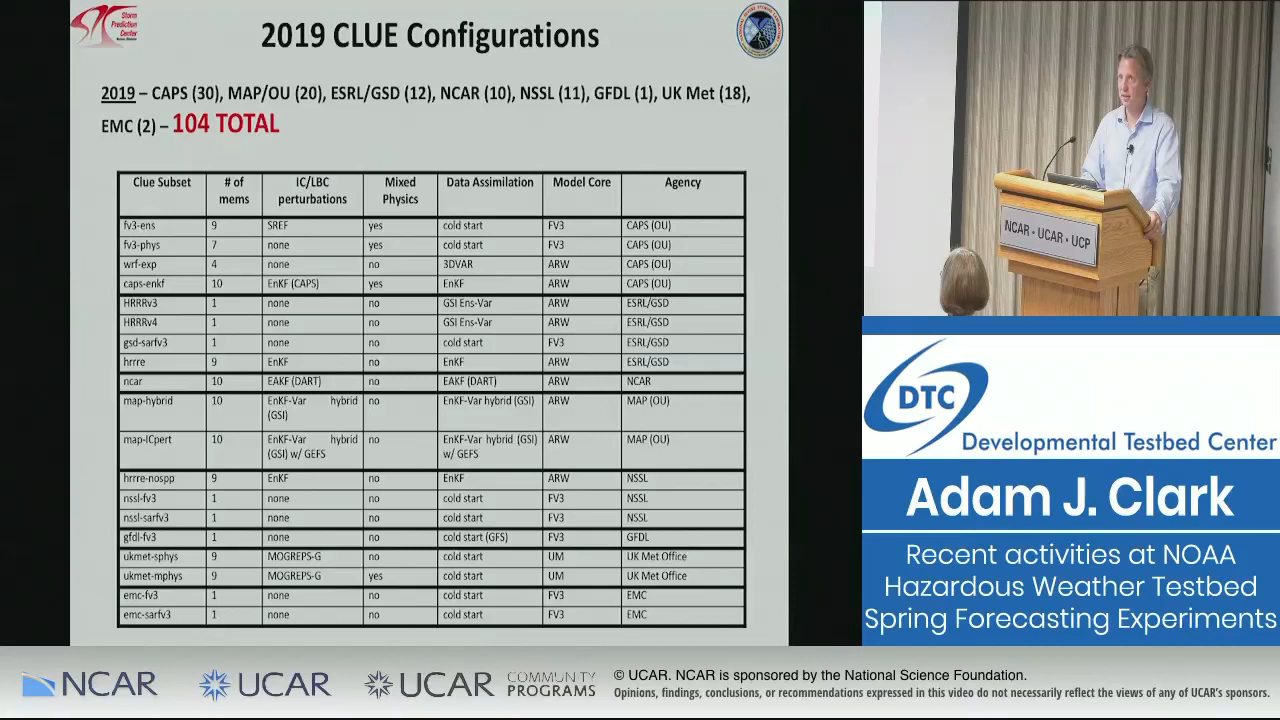 Storm
Prediction
Center
2019 CLUE Configurations
2019 – CAPS (30), MAP/OU (20), ESRL/GSD (12), NCAR (10), NSSL (11), GFDL (1), UK Met (18),
EMC (2) – 104 TOTAL
Clue Subset # of mems IC/LBC perturbations Mixed Physics Data Assimilation Model Core Agency
fv3-ens 9 SREF yes cold start FV3 CAPS (OU)
fv3-phys 7 none yes cold start FV3 CAPS (OU)
wrf-exp 4 none no 3DVAR ARW CAPS (OU)
caps-enkf 10 EnKF (CAPS) yes EnKF ARW CAPS (OU)
HRRRv3 1 none no GSI Ens-Var ARW ESRL/GSD
HRRRv4 1 none no GSI Ens-Var ARW ESRL/GSD
gsd-sarfv3 1 none no cold start FV3 ESRL/GSD
hrrre 9 EnKF no EnKF ARW ESRL/GSD
ncar 10 EAKF (DART) no EAKF (DART) ARW NCAR
map-hybrid 10 EnKF-Var hybrid (GSI) no EnKF-Var hybrid (GSI) ARW MAP (OU)
map-ICpert 10 EnKF-Var hybrid (GSI) w/ GEFS no EnKF-Var hybrid (GSI) w/ GEFS ARW MAP (OU)
hrrre-nospp 9 EnKF no EnKF ARW NSSL
nssl-fv3 1 none no cold start FV3 NSSL
nssl-sarfv3 1 none no cold start FV3 NSSL
gfdl-fv3 1 none no cold start (GFS) FV3 GFDL
ukmet-sphys 9 MOGREPS-G no cold start UM UK Met Office
ukmet-mphys 9 MOGREPS-G yes cold start UM UK Met Office
emc-fv3 1 none no cold start FV3 EMC
emc-sarfv3 1 none no cold start FV3 EMC
NCAR • UCAR • UCP
DTC
Developmental Testbed Center
Adam J. Clark
Recent activities at NOAA
Hazardous Weather Testbed
Spring Forecasting Experiments
NCAR
UCAR
UCAR
COMMUNITY
PROGRAMS
© UCAR. NCAR is sponsored by the National Science Foundation.
Opinions, findings, conclusions, or recommendations expressed in this video do not necessarily reflect the views of any of UCAR's sponsors.